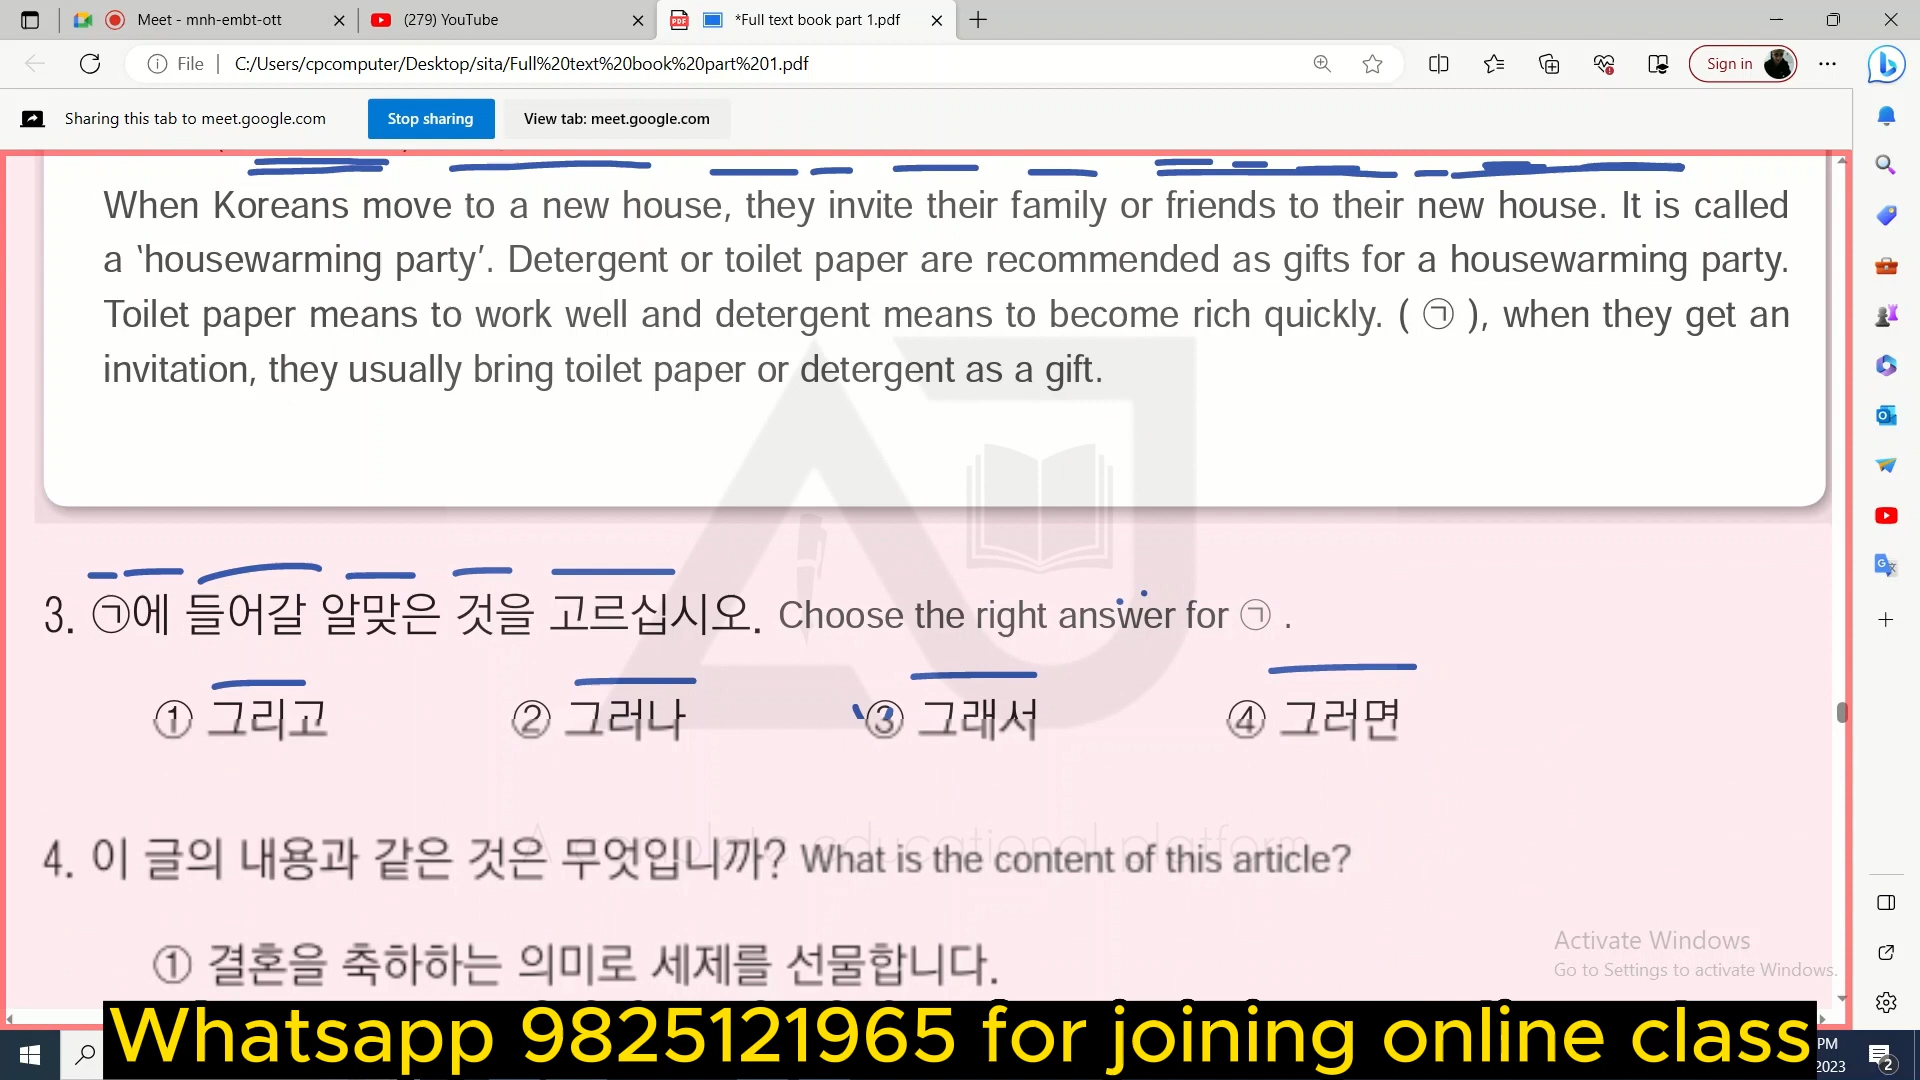 Meet - mnh-embt-ott
(279) YouTube
*Full text book part 1.pdf
File
C:/Users/cpcomputer/Desktop/sita/Full%20text%20book%20part%201.pdf
Sign in
Sharing this tab to meet.google.com
Stop sharing
View tab: meet.google.com
When Koreans move to a new house, they invite their family or friends to their new house. It is called
a ‘housewarming party’. Detergent or toilet paper are recommended as gifts for a housewarming party.
Toilet paper means to work well and detergent means to become rich quickly. ( ㉠ ), when they get an
invitation, they usually bring toilet paper or detergent as a gift.
3. ㉠에 들어갈 알맞은 것을 고르십시오. Choose the right answer for ㉠ .
① 그리고 ② 그러나 ③ 그래서 ④ 그러면
A complete educational platform
4. 이 글의 내용과 같은 것은 무엇입니까? What is the content of this article?
① 결혼을 축하하는 의미로 세제를 선물합니다.
Activate Windows
Go to Settings to activate Windows.
Whatsapp 9825121965 for joining online class
PM
2023
2